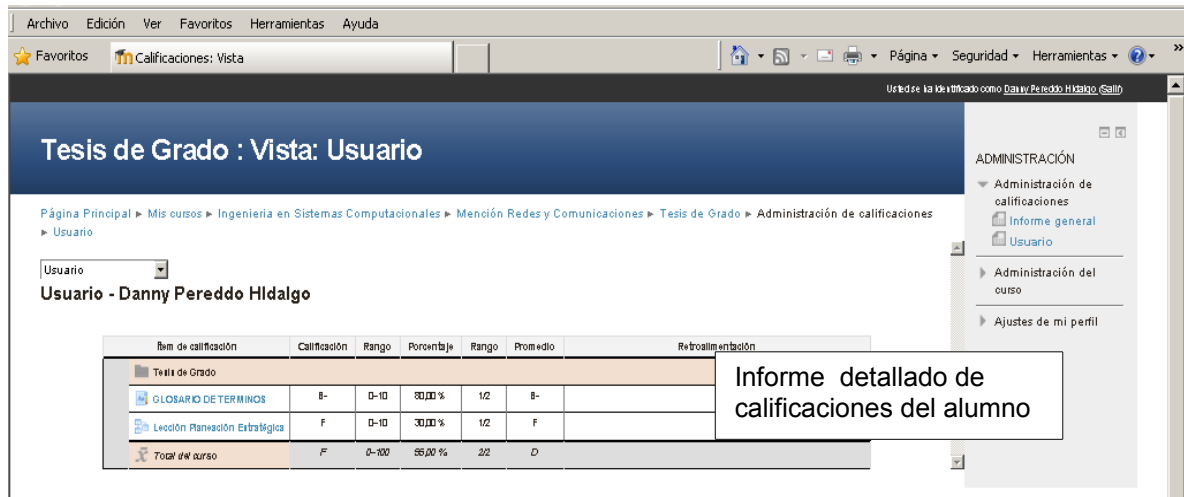 Archivo Edición Ver Favoritos Herramientas Ayuda
Favoritos Calificaciones: Vista Página Seguridad Herramientas »
Usted se ha identificado como Danny Pereddo Hidalgo (Salir)
Tesis de Grado : Vista: Usuario
ADMINISTRACIÓN
Administración de
calificaciones
Informe general
Usuario
Administración del
curso
Ajustes de mi perfil
Página Principal ► Mis cursos ► Ingenieria en Sistemas Computacionales ► Mención Redes y Comunicaciones ► Tesis de Grado ► Administración de calificaciones
► Usuario
Usuario
Usuario - Danny Pereddo HIdalgo
Ítem de calificación Calificación Rango Porcentaje Rango Promedio Retroalimentación
Tesis de Grado
GLOSARIO DE TERMINOS B- 0-10 80,00 % 1/2 B-
Lección Planeación Estratégica F 0-10 30,00 % 1/2 F
Total del curso F 0-100 55,00 % 2/2 D
Informe detallado de
calificaciones del alumno